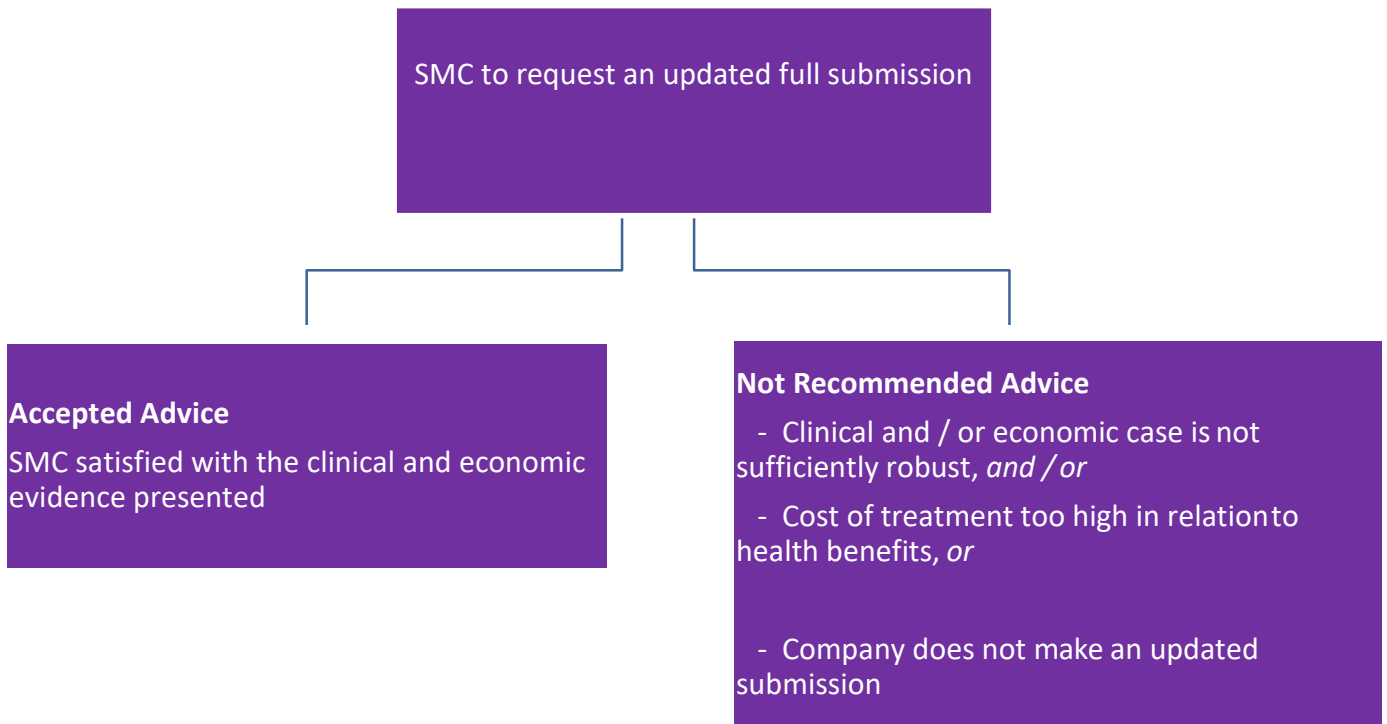 SMC to request an updated full submission
Accepted Advice
SMC satisfied with the clinical and economic
evidence presented
Not Recommended Advice
- Clinical and / or economic case is not
sufficiently robust, and / or
- Cost of treatment too high in relation to
health benefits, or
- Company does not make an updated
submission